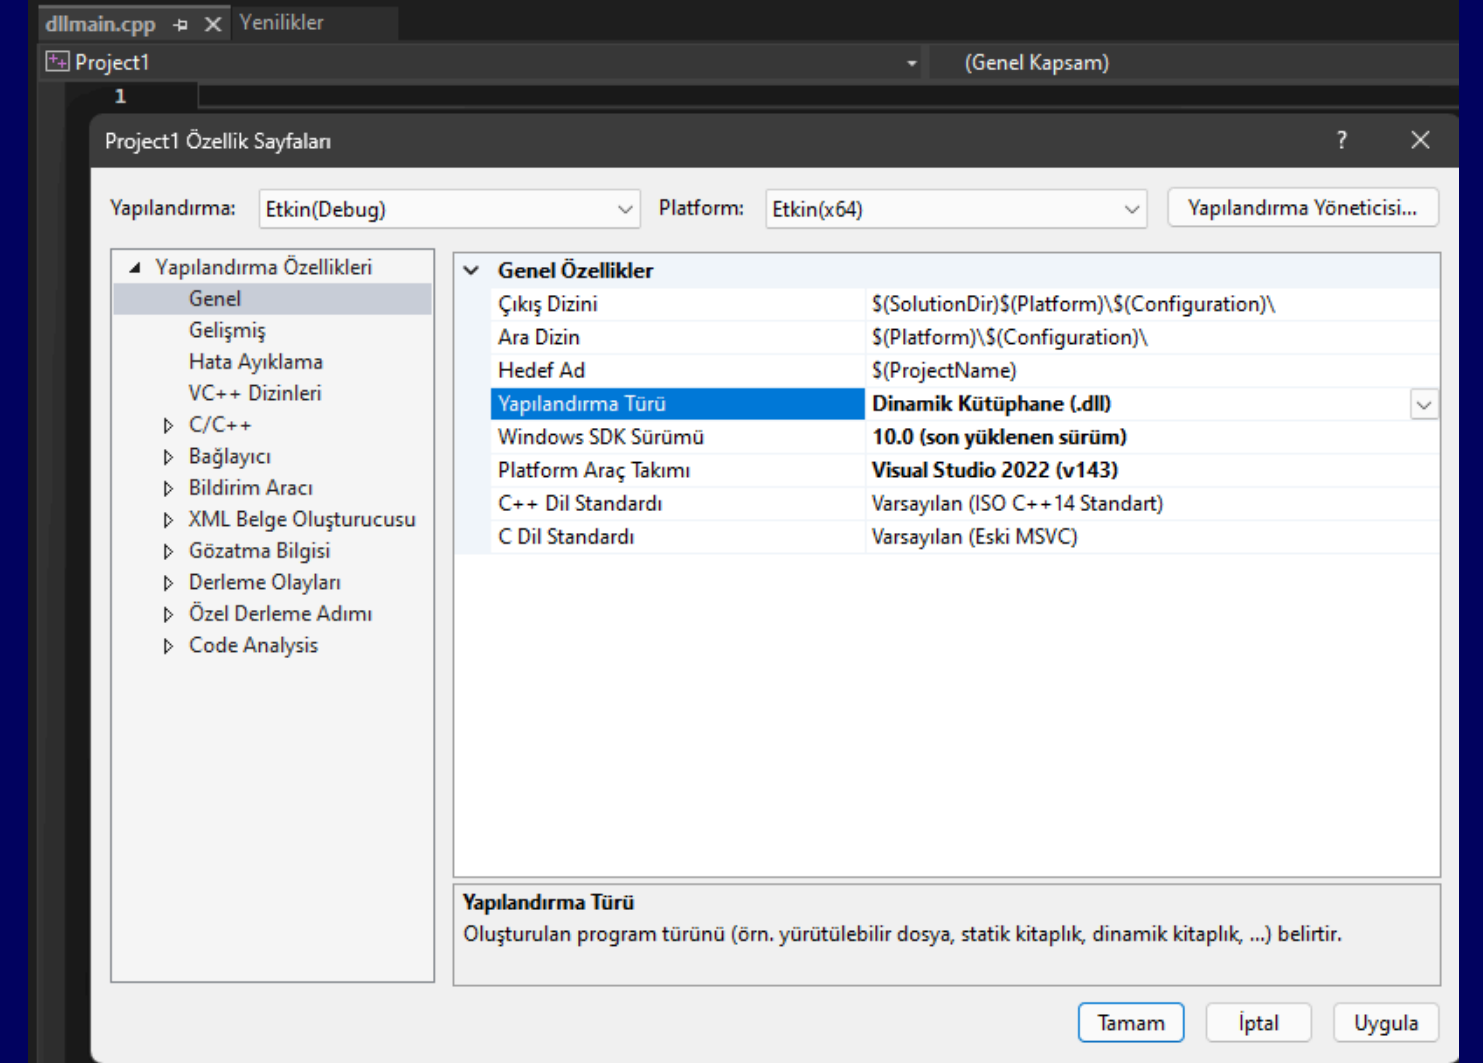 dllmain.cpp Yenilikler
Project1 (Genel Kapsam)
1
Project1 Özellik Sayfaları ?
Yapılandırma: Etkin(Debug) Platform: Etkin(x64) Yapılandırma Yöneticisi...
Yapılandırma Özellikleri
Genel
Gelişmiş
Hata Ayıklama
VC++ Dizinleri
C/C++
Bağlayıcı
Bildirim Aracı
XML Belge Oluşturucusu
Gözatma Bilgisi
Derleme Olayları
Özel Derleme Adımı
Code Analysis
Genel Özellikler
Çıkış Dizini $(SolutionDir)$(Platform)\$(Configuration)\
Ara Dizin $(Platform)\$(Configuration)\
Hedef Ad $(ProjectName)
Yapılandırma Türü Dinamik Kütüphane (.dll)
Windows SDK Sürümü 10.0 (son yüklenen sürüm)
Platform Araç Takımı Visual Studio 2022 (v143)
C++ Dil Standardı Varsayılan (ISO C++14 Standart)
C Dil Standardı Varsayılan (Eski MSVC)
Yapılandırma Türü
Oluşturulan program türünü (örn. yürütülebilir dosya, statik kitaplık, dinamik kitaplık, ...) belirtir.
Tamam İptal Uygula